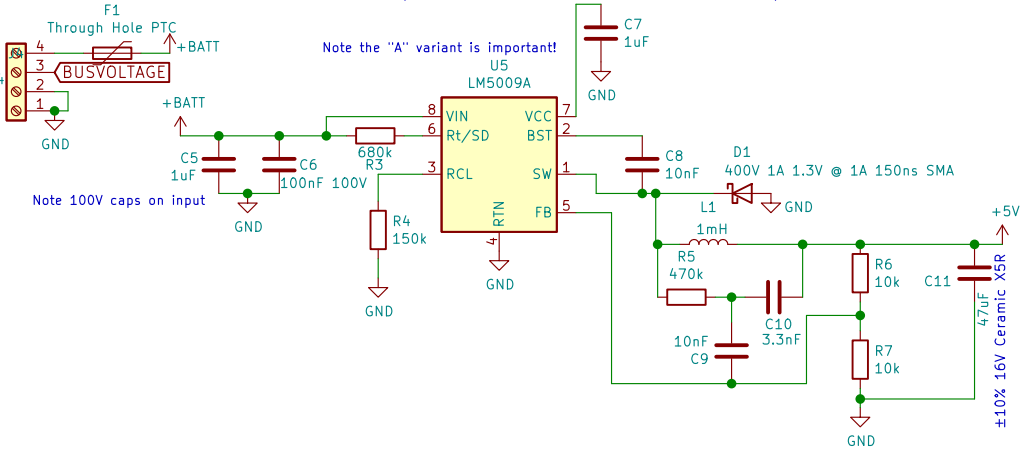 F1
Through Hole PTC
+BATT
4
3
2
1
BUSVOLTAGE
GND
+BATT
C5
1uF
C6
100nF 100V
GND
Note 100V caps on input
680k
R3
R4
150k
GND
Note the "A" variant is important!
U5
LM5009A
8 VIN
6 Rt/SD
3 RCL
VCC 7
BST 2
SW 1
FB 5
RTN
4
GND
C7
1uF
GND
C8
10nF
D1
400V 1A 1.3V @ 1A 150ns SMA
GND
L1
1mH
R5
470k
C10
3.3nF
10nF
C9
+5V
R6
10k
R7
10k
GND
C11
47uF
±10% 16V Ceramic X5R